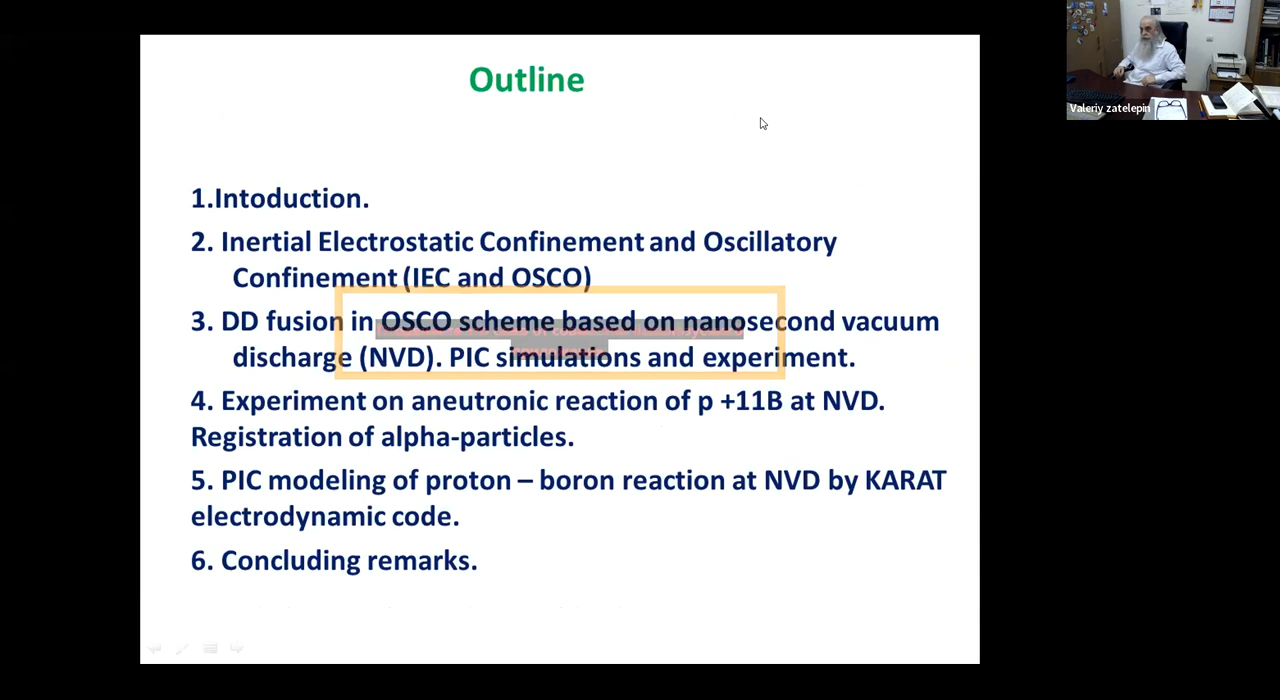 Outline
1.Intoduction.
2. Inertial Electrostatic Confinement and Oscillatory
Confinement (IEC and OSCO)
3. DD fusion in OSCO scheme based on nanosecond vacuum
discharge (NVD). PIC simulations and experiment.
4. Experiment on aneutronic reaction of p +11B at NVD.
Registration of alpha-particles.
5. PIC modeling of proton – boron reaction at NVD by KARAT
electrodynamic code.
6. Concluding remarks.
Valeriy zatelepin